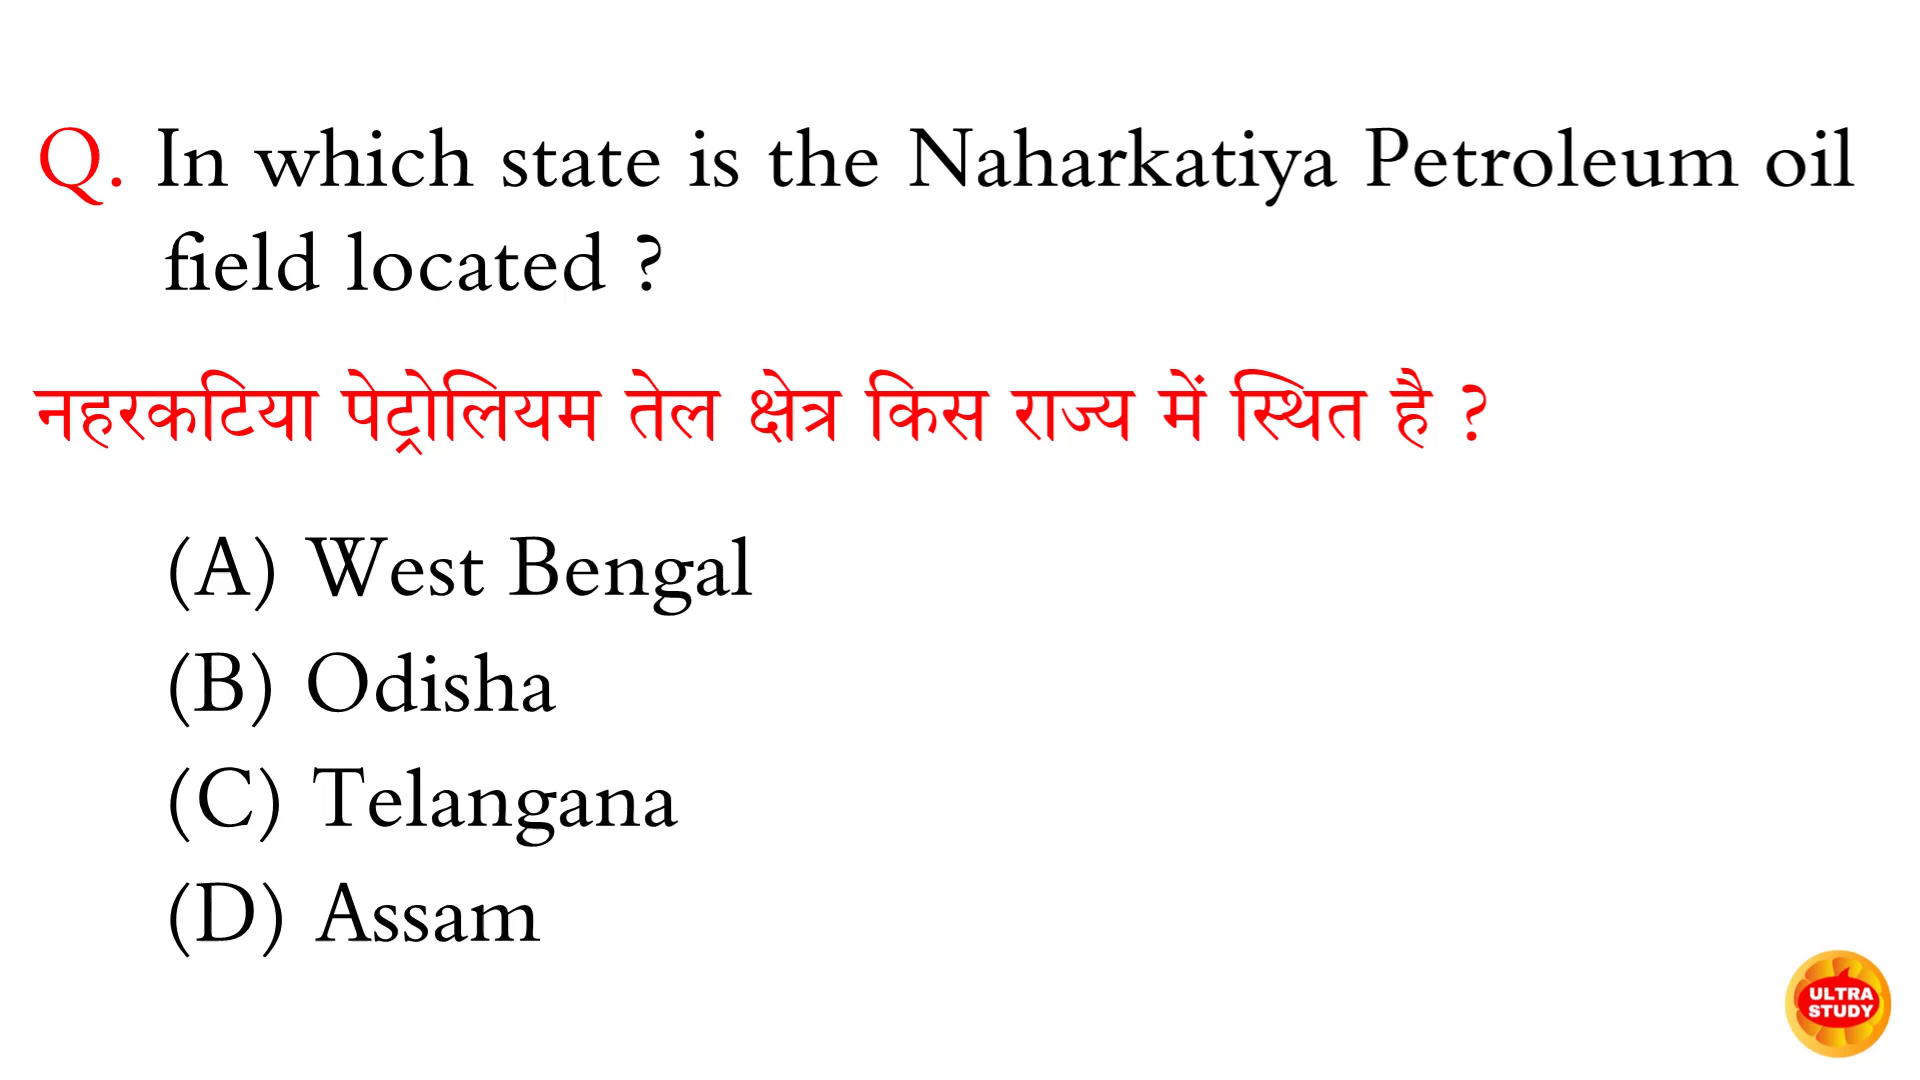 Q. In which state is the Naharkatiya Petroleum oil
field located ?
नहरकटिया पेट्रोलियम तेल क्षेत्र किस राज्य में स्थित है ?
(A) West Bengal
(B) Odisha
(C) Telangana
(D) Assam
ULTRA
STUDY